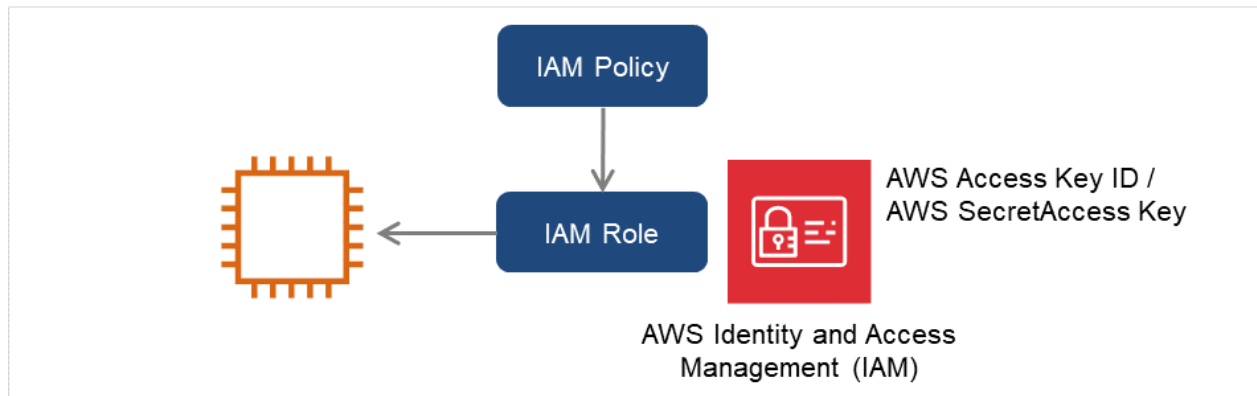 IAM Policy
IAM Role
AWS Access Key ID /
AWS SecretAccess Key
AWS Identity and Access
Management (IAM)